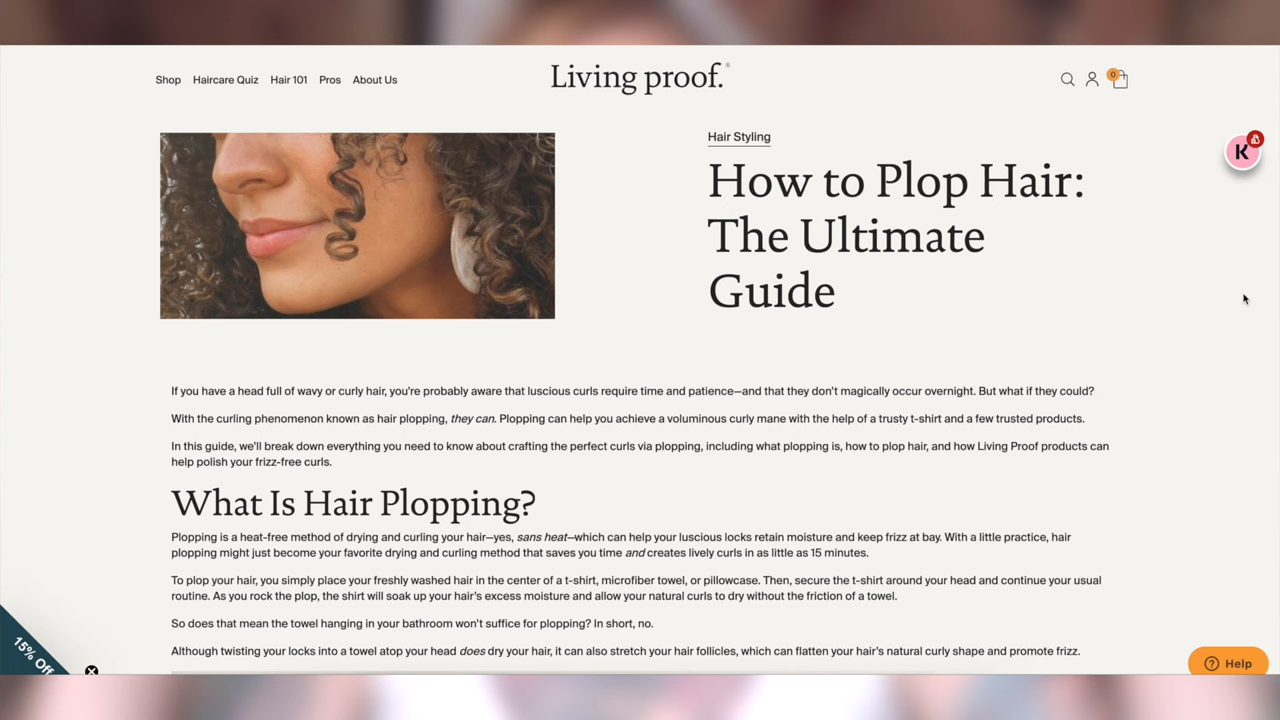 Shop Haircare Quiz Hair 101 Pros About Us
Living proof.®
0
K
Hair Styling
How to Plop Hair:
The Ultimate
Guide
If you have a head full of wavy or curly hair, you're probably aware that luscious curls require time and patience—and that they don't magically occur overnight. But what if they could?
With the curling phenomenon known as hair plopping, they can. Plopping can help you achieve a voluminous curly mane with the help of a trusty t-shirt and a few trusted products.
In this guide, we'll break down everything you need to know about crafting the perfect curls via plopping, including what plopping is, how to plop hair, and how Living Proof products can
help polish your frizz-free curls.
What Is Hair Plopping?
Plopping is a heat-free method of drying and curling your hair—yes, sans heat—which can help your luscious locks retain moisture and keep frizz at bay. With a little practice, hair
plopping might just become your favorite drying and curling method that saves you time and creates lively curls in as little as 15 minutes.
To plop your hair, you simply place your freshly washed hair in the center of a t-shirt, microfiber towel, or pillowcase. Then, secure the t-shirt around your head and continue your usual
routine. As you rock the plop, the shirt will soak up your hair's excess moisture and allow your natural curls to dry without the friction of a towel.
So does that mean the towel hanging in your bathroom won't suffice for plopping? In short, no.
Although twisting your locks into a towel atop your head does dry your hair, it can also stretch your hair follicles, which can flatten your hair's natural curly shape and promote frizz.
15% Off
Help